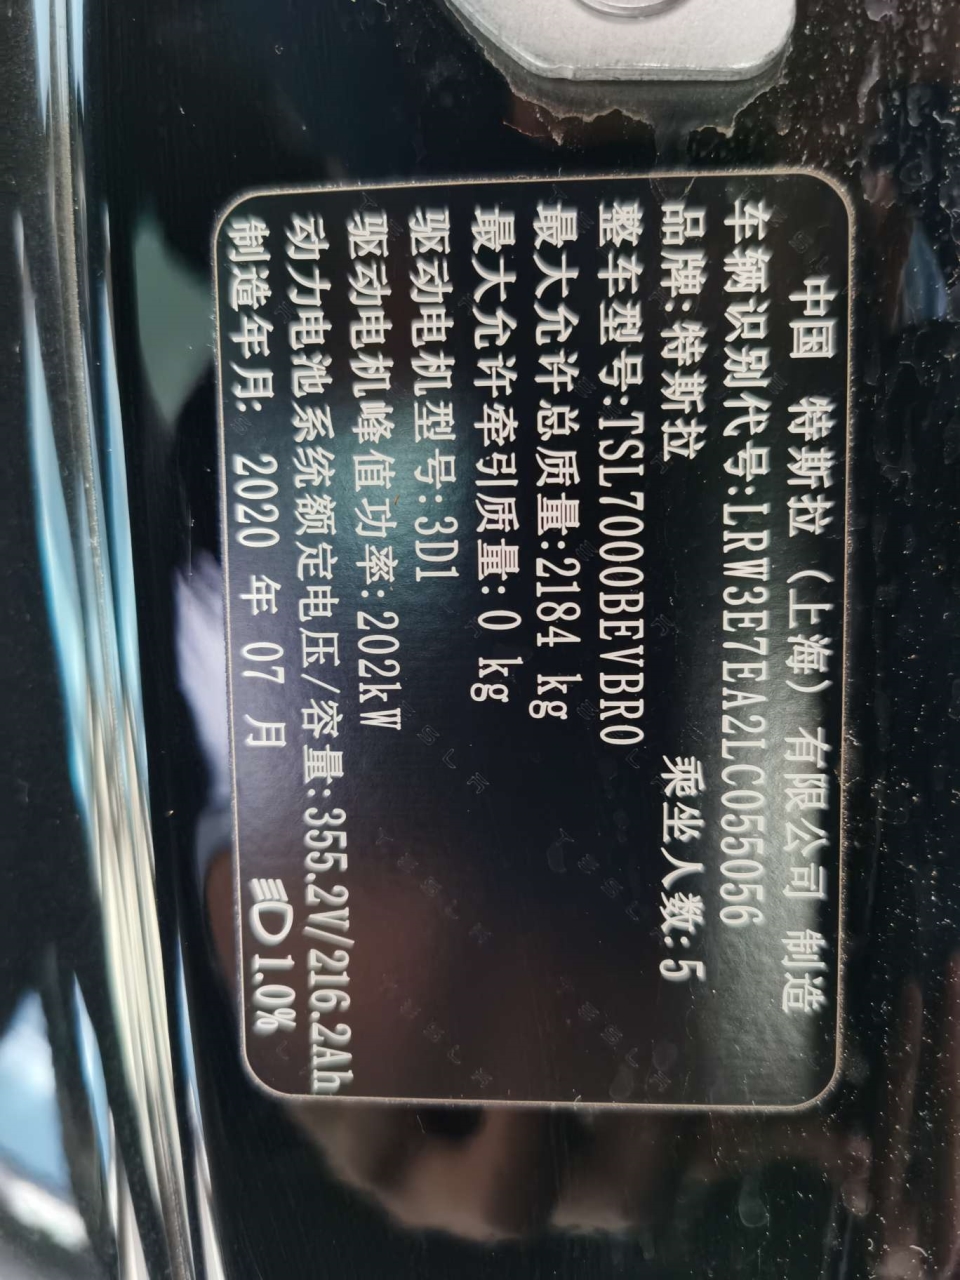 中国 特斯拉（上海）有限公司 制造
车辆识别代号:LRW3E7EA2LC055056
品牌:特斯拉 乘坐人数:5
整车型号:TSL7000BEVBR0
最大允许总质量:2184 kg
最大允许牵引质量:0 kg
驱动电机型号:3D1
驱动电机峰值功率:202kW
动力电池系统额定电压/容量:355.2V/216.2Ah
制造年月: 2020 年 07 月 1.0%